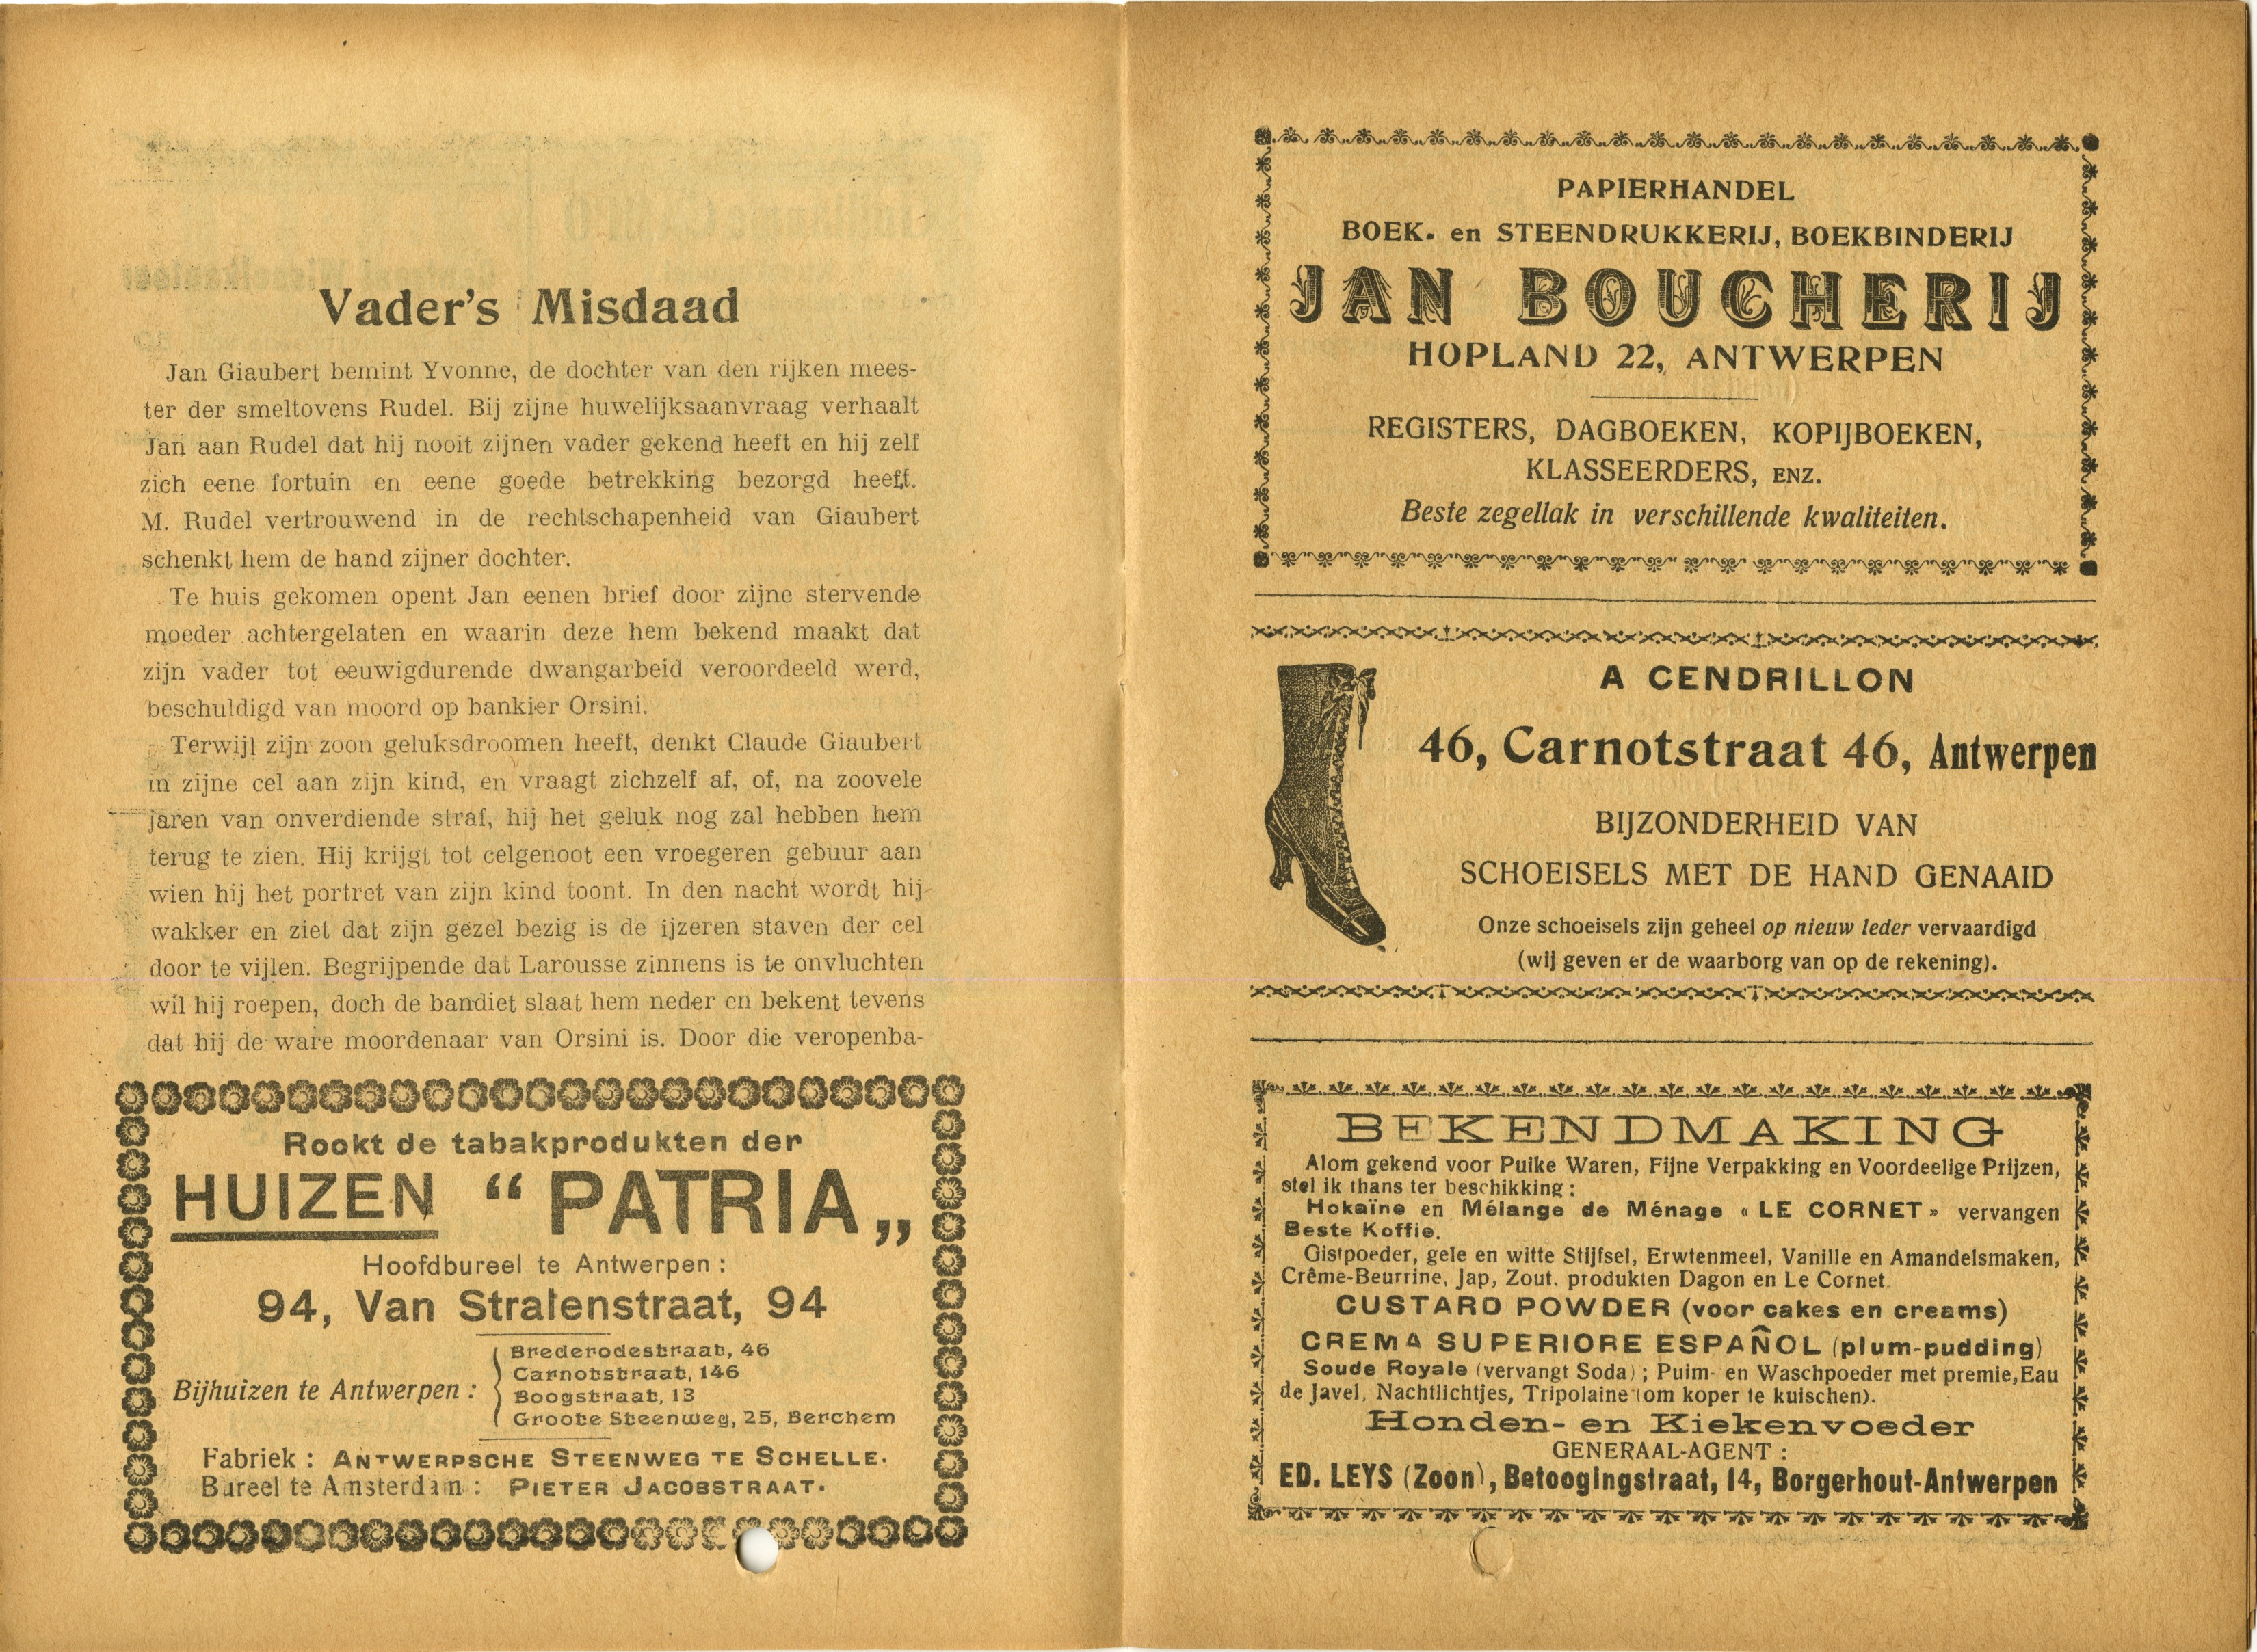 Vader's Misdaad
Jan Giaubert bemint Yvonne, de dochter van den rijken mees-
ter der smeltovens Rudel. Bij zijne huwelijksaanvraag verhaalt
Jan aan Rudel dat hij nooit zijnen vader gekend heeft en hij zelf
zich eene fortuin en eene goede betrekking bezorgd heeft.
M. Rudel vertrouwend in de rechtschapenheid van Giaubert
schenkt hem de hand zijner dochter.
Te huis gekomen opent Jan eenen brief door zijne stervende
moeder achtergelaten en waarin deze hem bekend maakt dat
zijn vader tot eeuwigdurende dwangarbeid veroordeeld werd,
beschuldigd van moord op bankier Orsini.
Terwijl zijn zoon geluksdroomen heeft, denkt Claude Giaubert
in zijne cel aan zijn kind, en vraagt zichzelf af, of, na zoovele
jaren van onverdiende straf, hij het geluk nog zal hebben hem
terug te zien. Hij krijgt tot celgenoot een vroegeren gebuur aan
wien hij het portret van zijn kind toont. In den nacht wordt hij
wakker en ziet dat zijn gezel bezig is de ijzeren staven der cel
door te vijlen. Begrijpende dat Larousse zinnens is te onvluchten
wil hij roepen, doch de bandiet slaat hem neder en bekent tevens
dat hij de ware moordenaar van Orsini is. Door die veropenba-
Rookt de tabakprodukten der
HUIZEN “ PATRIA „
Hoofdbureel te Antwerpen :
94, Van Stralenstraat, 94
Bijhuizen te Antwerpen :
Brederodestraat, 46
Carnotstraat, 146
Boogstraat, 13
Groote Steenweg, 25, Berchem
Fabriek : ANTWERPSCHE STEENWEG TE SCHELLE.
Bureel te Amsterdam : PIETER JACOBSTRAAT.
PAPIERHANDEL
BOEK- en STEENDRUKKERIJ, BOEKBINDERIJ
JAN BOUCHERIJ
HOPLAND 22, ANTWERPEN
REGISTERS, DAGBOEKEN, KOPIJBOEKEN,
KLASSEERDERS, ENZ.
Beste zegellak in verschillende kwaliteiten.
A CENDRILLON
46, Carnotstraat 46, Antwerpen
BIJZONDERHEID VAN
SCHOEISELS MET DE HAND GENAAID
Onze schoeisels zijn geheel op nieuw leder vervaardigd
(wij geven er de waarborg van op de rekening).
BEKENDMAKING
Alom gekend voor Puike Waren, Fijne Verpakking en Voordeelige Prijzen,
stel ik thans ter beschikking :
Hokaïne en Mélange de Ménage « LE CORNET » vervangen
Beste Koffie.
Gistpoeder, gele en witte Stijfsel, Erwtenmeel, Vanille en Amandelsmaken,
Crême-Beurrine, Jap, Zout, produkten Dagon en Le Cornet.
CUSTARD POWDER (voor cakes en creams)
CREMA SUPERIORE ESPAÑOL (plum-pudding)
Soude Royale (vervangt Soda) ; Puim- en Waschpoeder met premie, Eau
de Javel, Nachtlichtjes, Tripolaine (om koper te kuischen).
Honden- en Kiekenvoeder
GENERAAL-AGENT :
ED. LEYS (Zoon), Betoogingstraat, 14, Borgerhout-Antwerpen